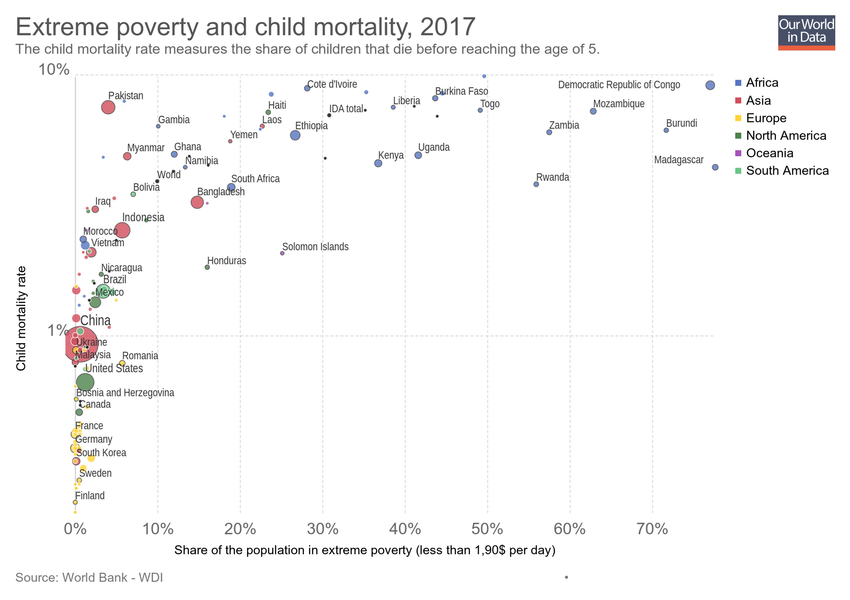 Extreme poverty and child mortality, 2017
The child mortality rate measures the share of children that die before reaching the age of 5.
Our World
in Data
10%
Cote d'Ivoire
Democratic Republic of Congo
Pakistan
Burkina Faso
Haiti
IDA total
Liberia
Togo
Mozambique
Gambia
Laos
Ethiopia
Zambia
Burundi
Yemen
Myanmar
Ghana
Namibia
Kenya
Uganda
Madagascar
World
South Africa
Rwanda
Bolivia
Bangladesh
Iraq
Indonesia
Morocco
Vietnam
Solomon Islands
Honduras
Nicaragua
Brazil
Mexico
China
1%
Ukraine
Malaysia
Romania
United States
Bosnia and Herzegovina
Canada
France
Germany
South Korea
Sweden
Finland
Africa
Asia
Europe
North America
Oceania
South America
Child mortality rate
0%
10%
20%
30%
40%
50%
60%
70%
Share of the population in extreme poverty (less than 1,90$ per day)
Source: World Bank - WDI